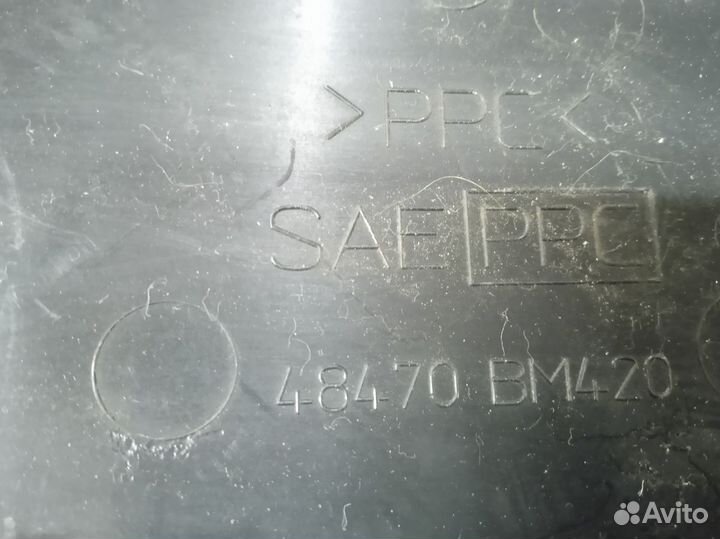 >PPC<
SAE PPC
48470 BM420
Avito